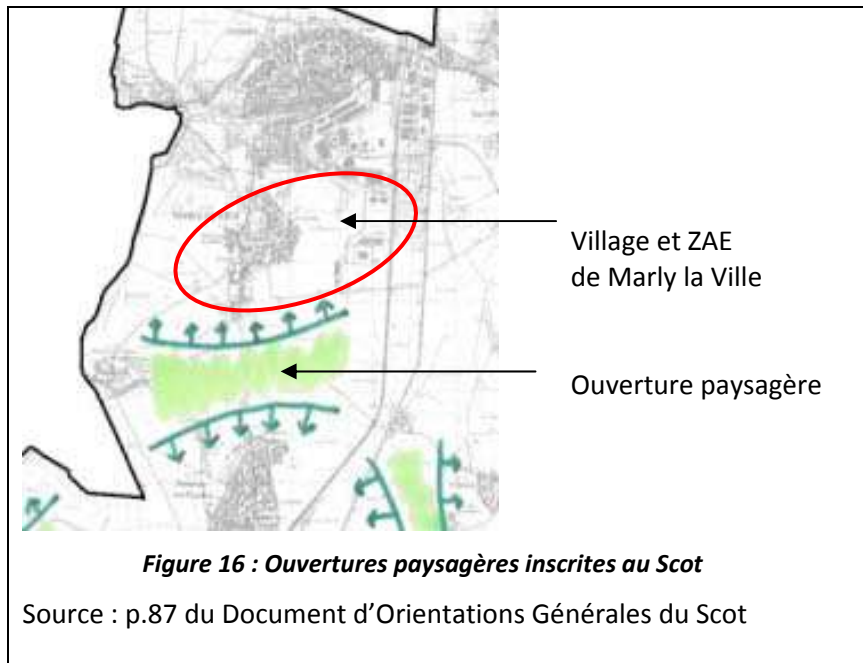 Village et ZAE
de Marly la Ville
Ouverture paysagère
Figure 16 : Ouvertures paysagères inscrites au Scot
Source : p.87 du Document d'Orientations Générales du Scot